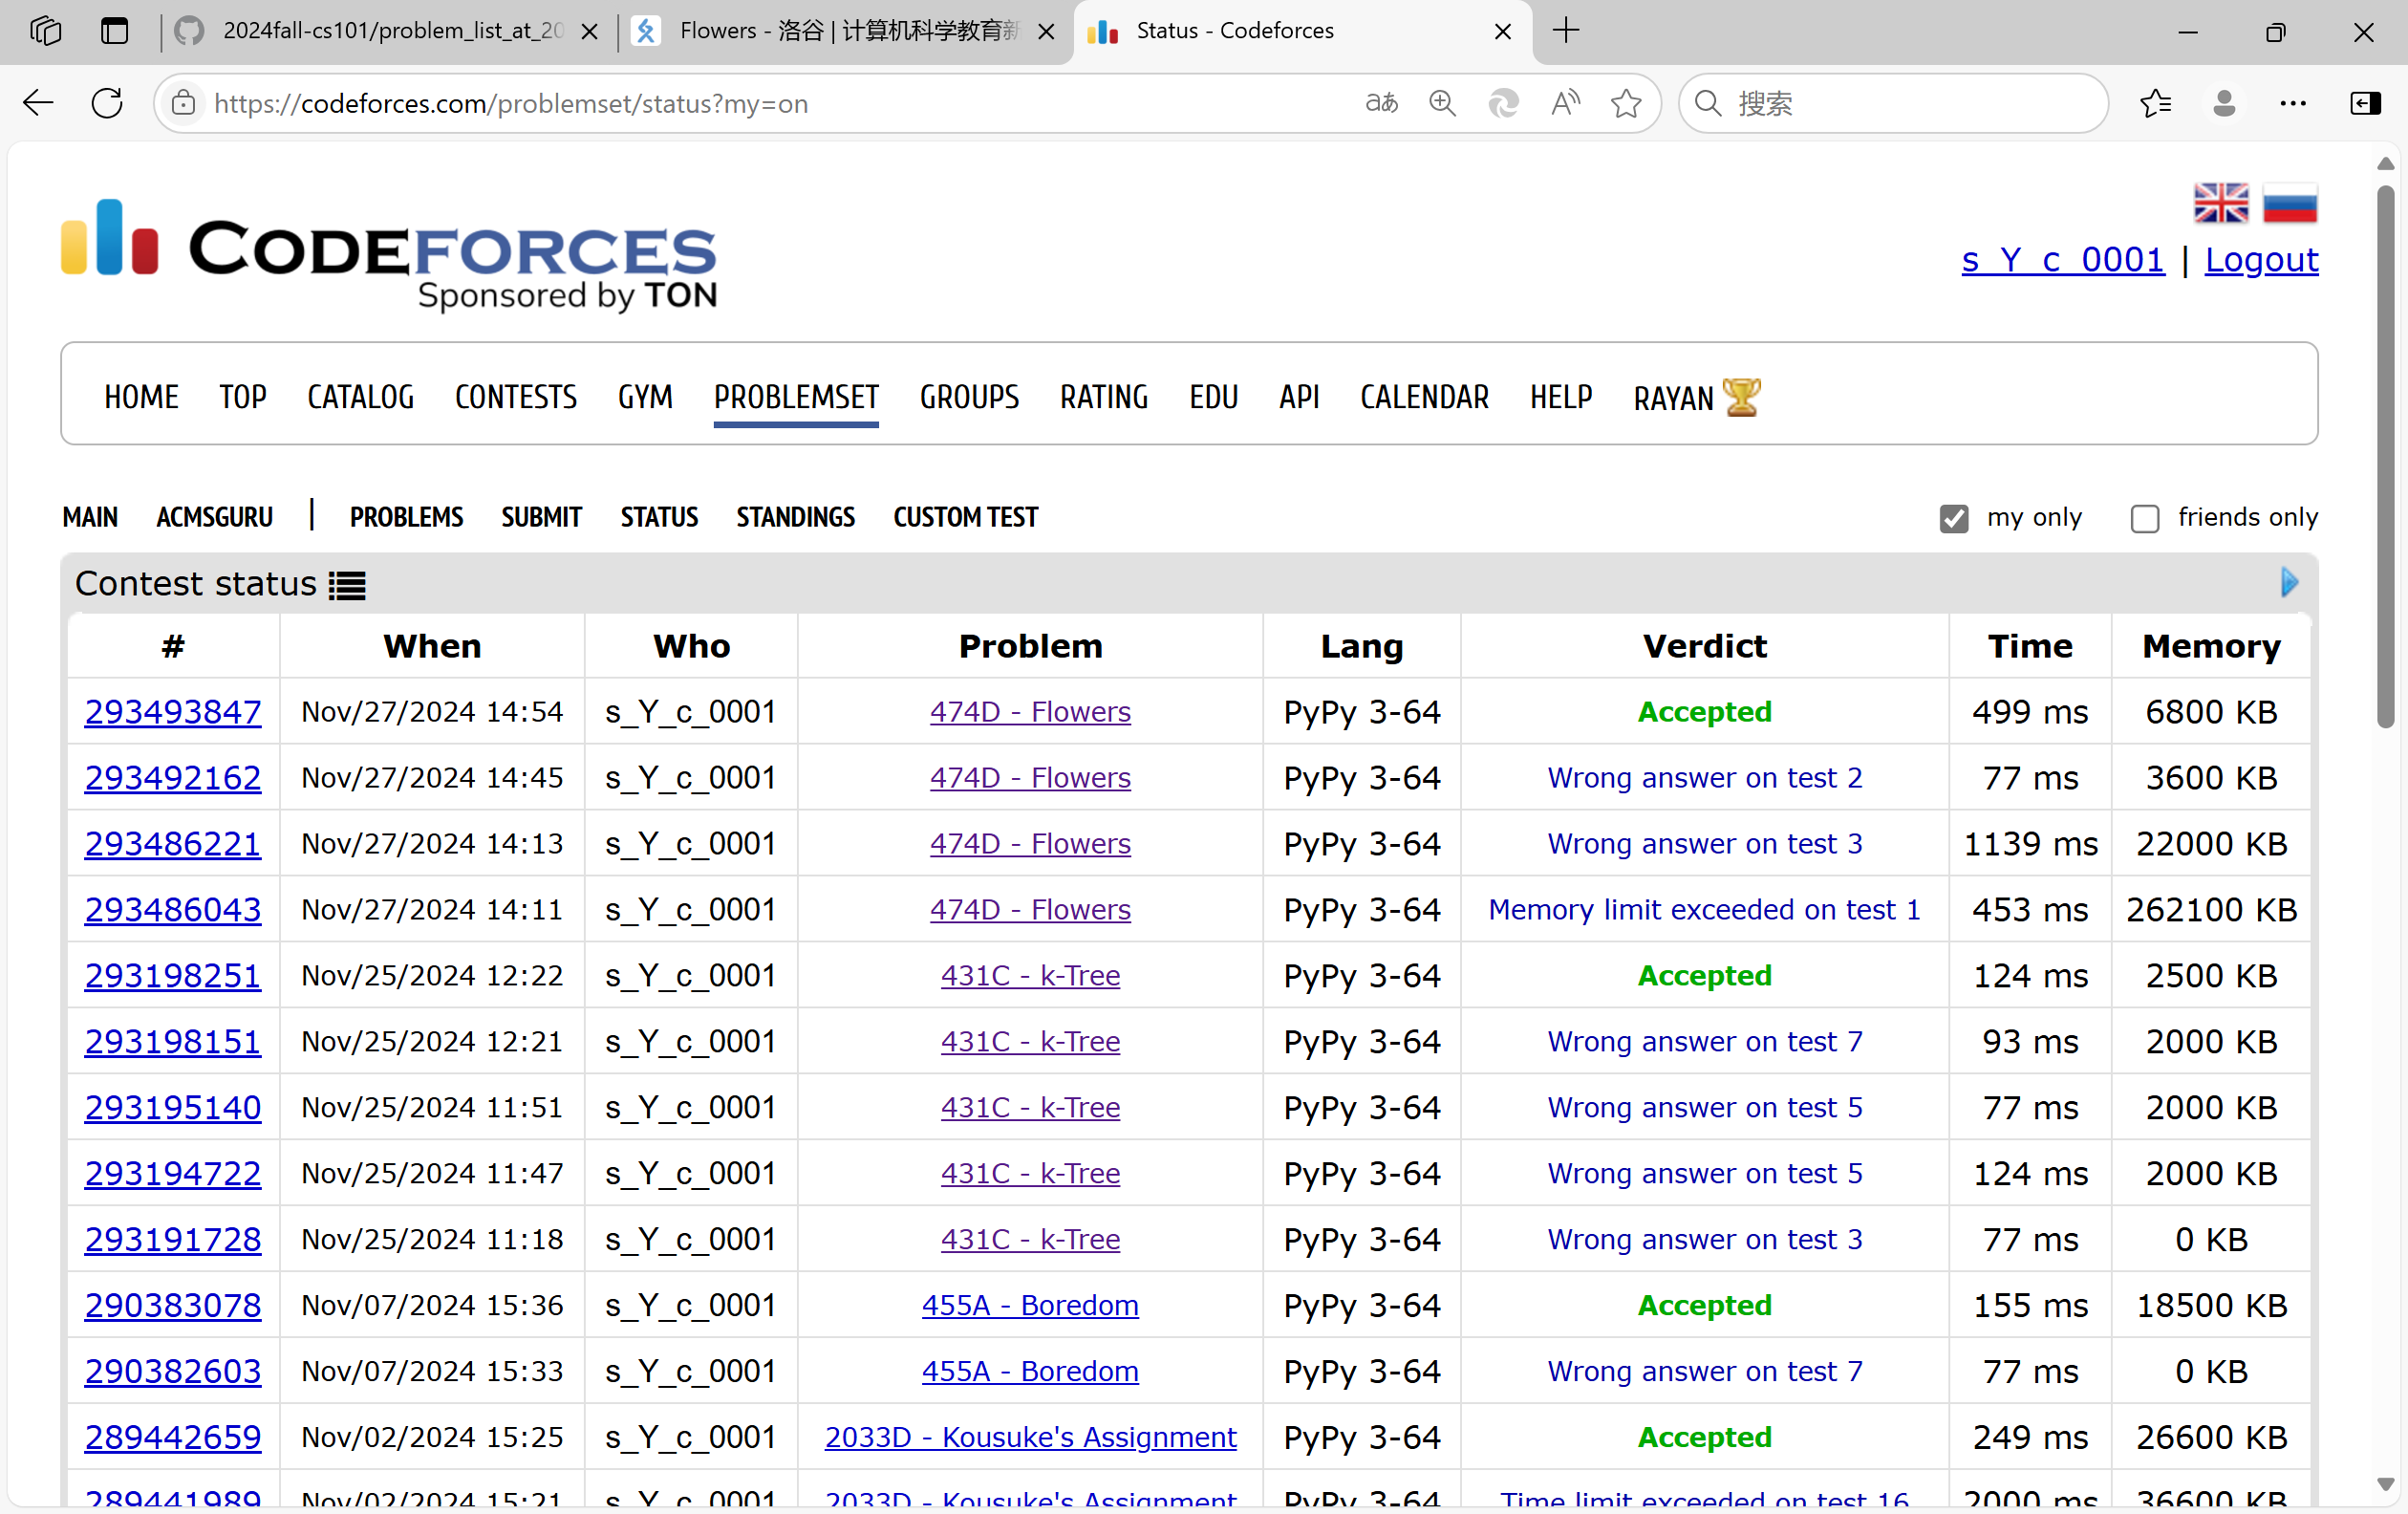 2024fall-cs101/problem_list_at_20
Flowers - 洛谷 | 计算机科学教育新
Status - Codeforces
https://codeforces.com/problemset/status?my=on
aあ
搜索
CODEFORCES
Sponsored by TON
s_Y_c_0001 | Logout
HOME TOP CATALOG CONTESTS GYM PROBLEMSET GROUPS RATING EDU API CALENDAR HELP RAYAN
MAIN ACMSGURU | PROBLEMS SUBMIT STATUS STANDINGS CUSTOM TEST
my only friends only
Contest status
# When Who Problem Lang Verdict Time Memory
293493847 Nov/27/2024 14:54 s_Y_c_0001 474D - Flowers PyPy 3-64 Accepted 499 ms 6800 KB
293492162 Nov/27/2024 14:45 s_Y_c_0001 474D - Flowers PyPy 3-64 Wrong answer on test 2 77 ms 3600 KB
293486221 Nov/27/2024 14:13 s_Y_c_0001 474D - Flowers PyPy 3-64 Wrong answer on test 3 1139 ms 22000 KB
293486043 Nov/27/2024 14:11 s_Y_c_0001 474D - Flowers PyPy 3-64 Memory limit exceeded on test 1 453 ms 262100 KB
293198251 Nov/25/2024 12:22 s_Y_c_0001 431C - k-Tree PyPy 3-64 Accepted 124 ms 2500 KB
293198151 Nov/25/2024 12:21 s_Y_c_0001 431C - k-Tree PyPy 3-64 Wrong answer on test 7 93 ms 2000 KB
293195140 Nov/25/2024 11:51 s_Y_c_0001 431C - k-Tree PyPy 3-64 Wrong answer on test 5 77 ms 2000 KB
293194722 Nov/25/2024 11:47 s_Y_c_0001 431C - k-Tree PyPy 3-64 Wrong answer on test 5 124 ms 2000 KB
293191728 Nov/25/2024 11:18 s_Y_c_0001 431C - k-Tree PyPy 3-64 Wrong answer on test 3 77 ms 0 KB
290383078 Nov/07/2024 15:36 s_Y_c_0001 455A - Boredom PyPy 3-64 Accepted 155 ms 18500 KB
290382603 Nov/07/2024 15:33 s_Y_c_0001 455A - Boredom PyPy 3-64 Wrong answer on test 7 77 ms 0 KB
289442659 Nov/02/2024 15:25 s_Y_c_0001 2033D - Kousuke's Assignment PyPy 3-64 Accepted 249 ms 26600 KB
289441989 Nov/02/2024 15:21 s_Y_c_0001 2033D - Kousuke's Assignment PyPy 3-64 Time limit exceeded on test 16 2000 ms 36600 KB